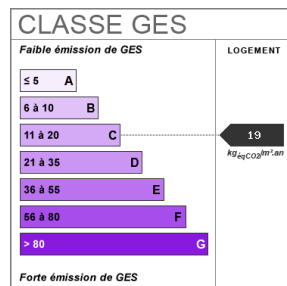 CLASSE GES
Faible émission de GES
LOGEMENT
≤ 5 A
6 à 10 B
11 à 20 C
19
kgéqCO2/m².an
21 à 35 D
36 à 55 E
56 à 80 F
> 80 G
Forte émission de GES